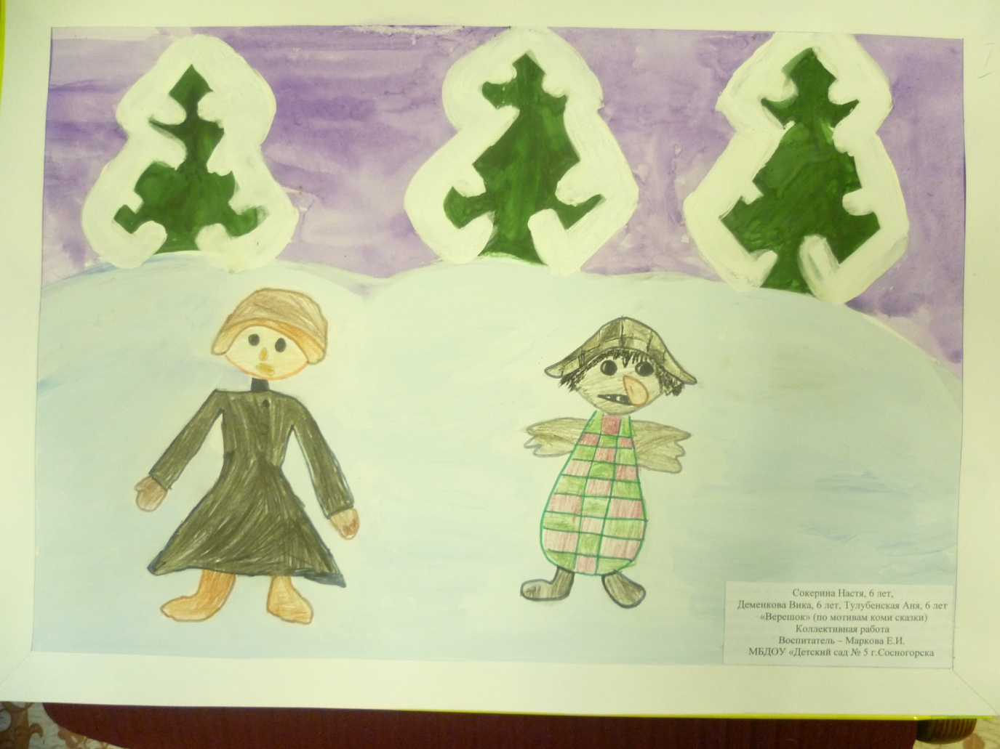 Сокерина Настя, 6 лет,
Деменкова Вика, 6 лет, Тулубенская Аня, 6 лет
«Верешок» (по мотивам коми сказки)
Коллективная работа
Воспитатель – Маркова Е.И.
МБДОУ «Детский сад № 5 г.Сосногорска